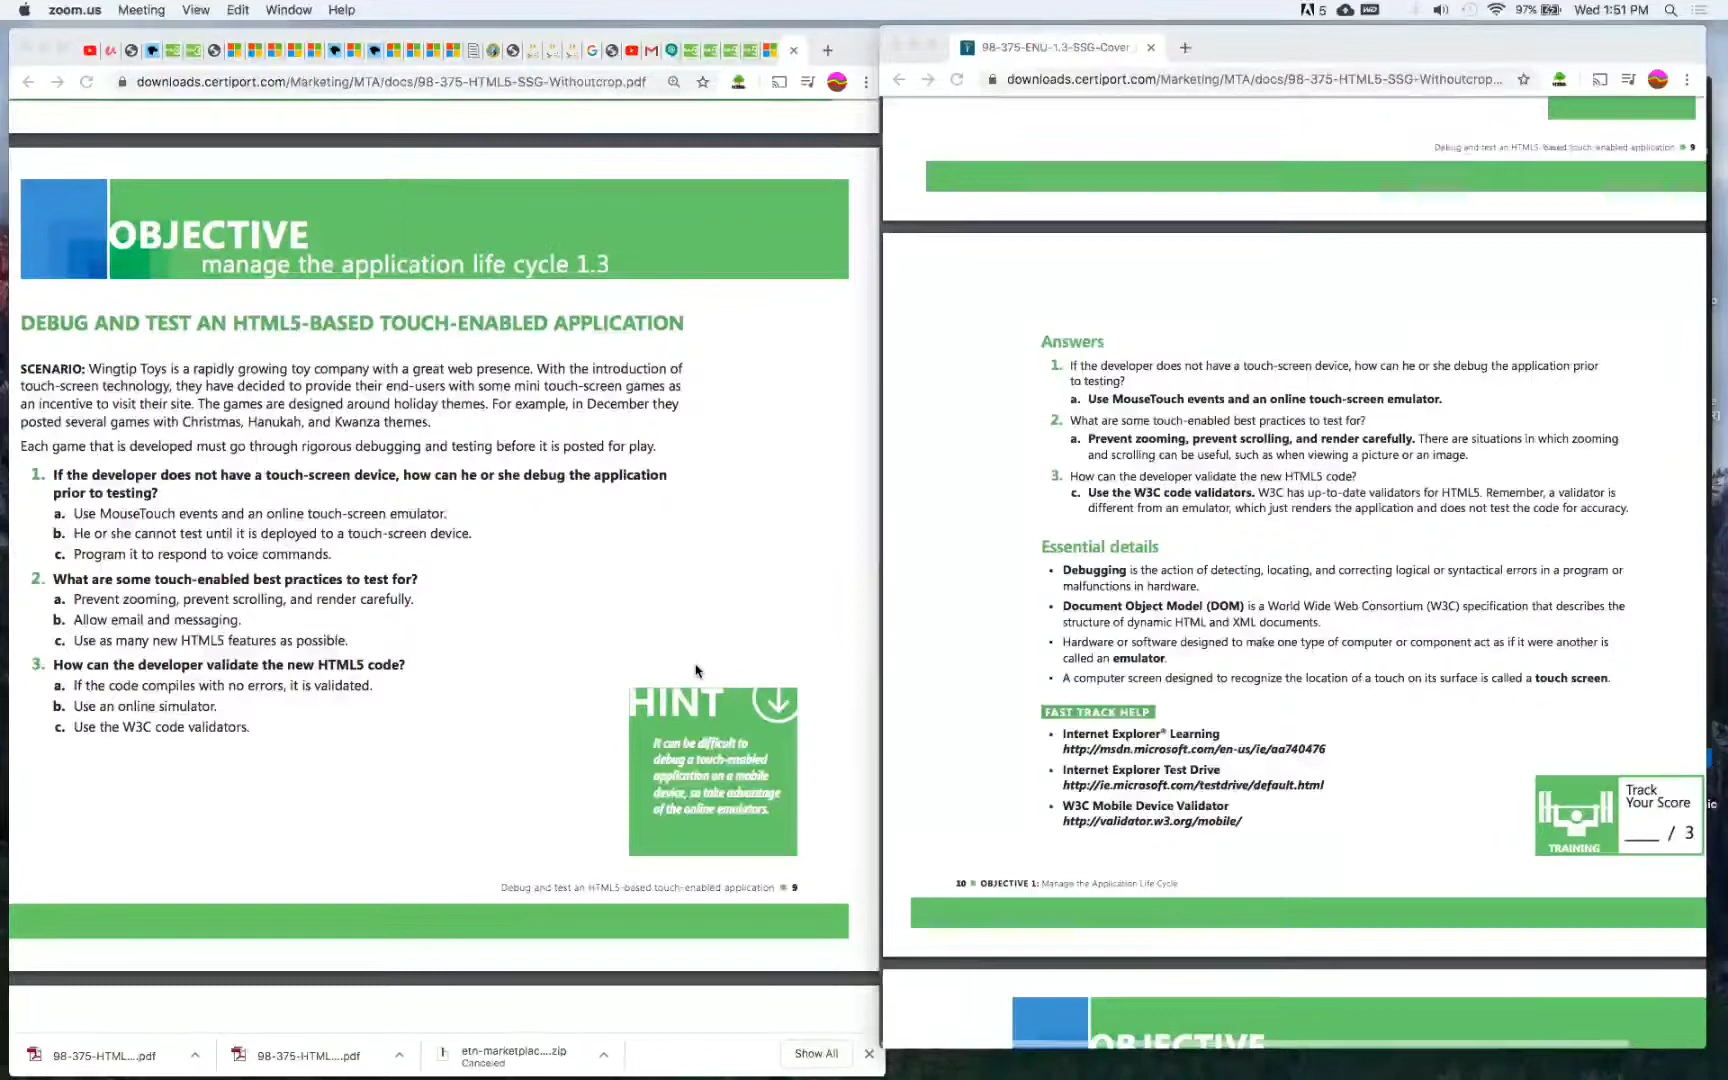 zoom.us Meeting View Edit Window Help
5 97% Wed 1:51 PM
downloads.certiport.com/Marketing/MTA/docs/98-375-HTML5-SSG-Withoutcrop.pdf
OBJECTIVE
manage the application life cycle 1.3
DEBUG AND TEST AN HTML5-BASED TOUCH-ENABLED APPLICATION
SCENARIO: Wingtip Toys is a rapidly growing toy company with a great web presence. With the introduction of
touch-screen technology, they have decided to provide their end-users with some mini touch-screen games as
an incentive to visit their site. The games are designed around holiday themes. For example, in December they
posted several games with Christmas, Hanukah, and Kwanza themes.
Each game that is developed must go through rigorous debugging and testing before it is posted for play.
1. If the developer does not have a touch-screen device, how can he or she debug the application
prior to testing?
a. Use MouseTouch events and an online touch-screen emulator.
b. He or she cannot test until it is deployed to a touch-screen device.
c. Program it to respond to voice commands.
2. What are some touch-enabled best practices to test for?
a. Prevent zooming, prevent scrolling, and render carefully.
b. Allow email and messaging.
c. Use as many new HTML5 features as possible.
3. How can the developer validate the new HTML5 code?
a. If the code compiles with no errors, it is validated.
b. Use an online simulator.
c. Use the W3C code validators.
HINT
It can be difficult to
debug a touch-enabled
application on a mobile
device, so take advantage
of the online emulators.
Debug and test an HTML5-based touch-enabled application 9
98-375-HTML....pdf
98-375-HTML....pdf
etn-marketplac....zip
Canceled
Show All
98-375-ENU-1.3-SSG-Cover
downloads.certiport.com/Marketing/MTA/docs/98-375-HTML5-SSG-Withoutcrop...
Debug and test an HTML5-based touch-enabled application 9
Answers
1. If the developer does not have a touch-screen device, how can he or she debug the application prior
to testing?
a. Use MouseTouch events and an online touch-screen emulator.
2. What are some touch-enabled best practices to test for?
a. Prevent zooming, prevent scrolling, and render carefully. There are situations in which zooming
and scrolling can be useful, such as when viewing a picture or an image.
3. How can the developer validate the new HTML5 code?
c. Use the W3C code validators. W3C has up-to-date validators for HTML5. Remember, a validator is
different from an emulator, which just renders the application and does not test the code for accuracy.
Essential details
• Debugging is the action of detecting, locating, and correcting logical or syntactical errors in a program or
malfunctions in hardware.
• Document Object Model (DOM) is a World Wide Web Consortium (W3C) specification that describes the
structure of dynamic HTML and XML documents.
• Hardware or software designed to make one type of computer or component act as if it were another is
called an emulator.
• A computer screen designed to recognize the location of a touch on its surface is called a touch screen.
FAST TRACK HELP
• Internet Explorer® Learning
http://msdn.microsoft.com/en-us/ie/aa740476
• Internet Explorer Test Drive
http://ie.microsoft.com/testdrive/default.html
• W3C Mobile Device Validator
http://validator.w3.org/mobile/
TRAINING
Track
Your Score
____ / 3
10 OBJECTIVE 1: Manage the Application Life Cycle
OBJECTIVE